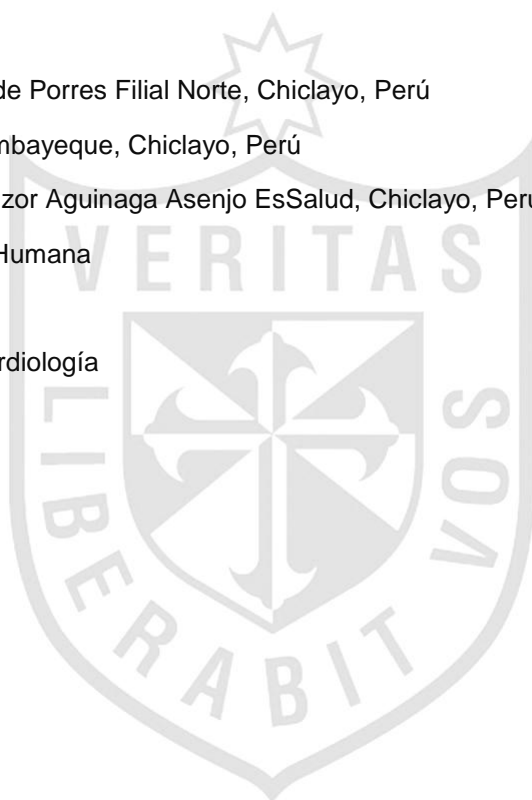 de Porres Filial Norte, Chiclayo, Perú
mbayeque, Chiclayo, Perú
zor Aguinaga Asenjo EsSalud, Chiclayo, Perú
Humana
rdiología
VERITAS
LIBERABIT
VOS